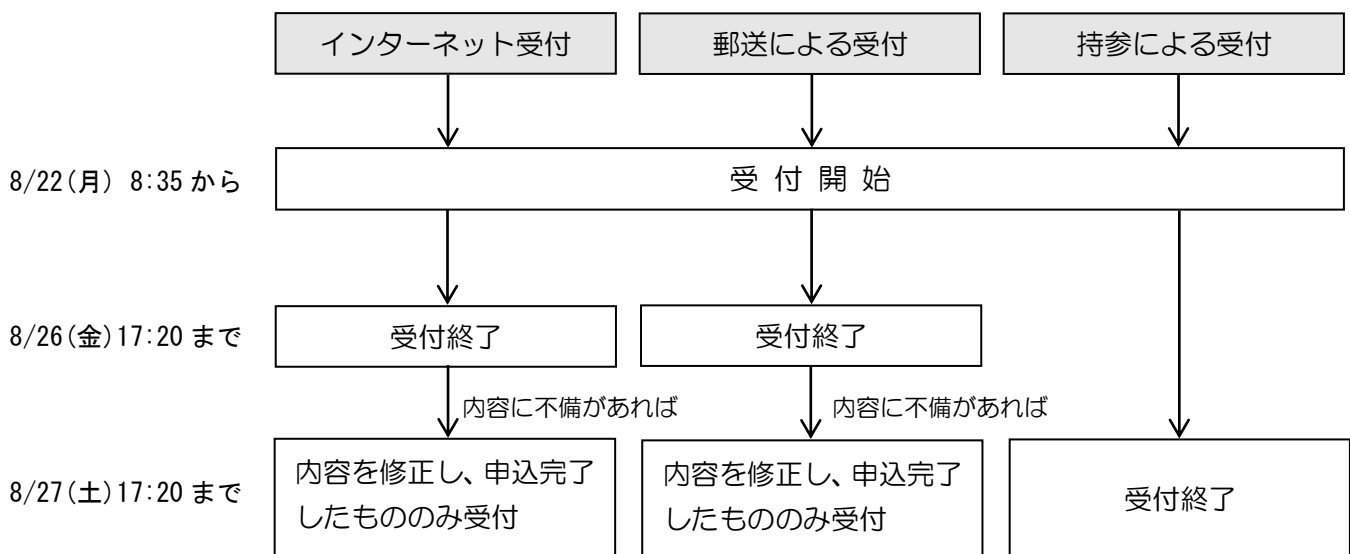 インターネット受付
郵送による受付
持参による受付
8/22(月) 8:35 から
受 付 開 始
8/26(金)17:20 まで
受付終了
受付終了
内容に不備があれば
内容に不備があれば
8/27(土)17:20 まで
内容を修正し、申込完了
したもののみ受付
内容を修正し、申込完了
したもののみ受付
受付終了